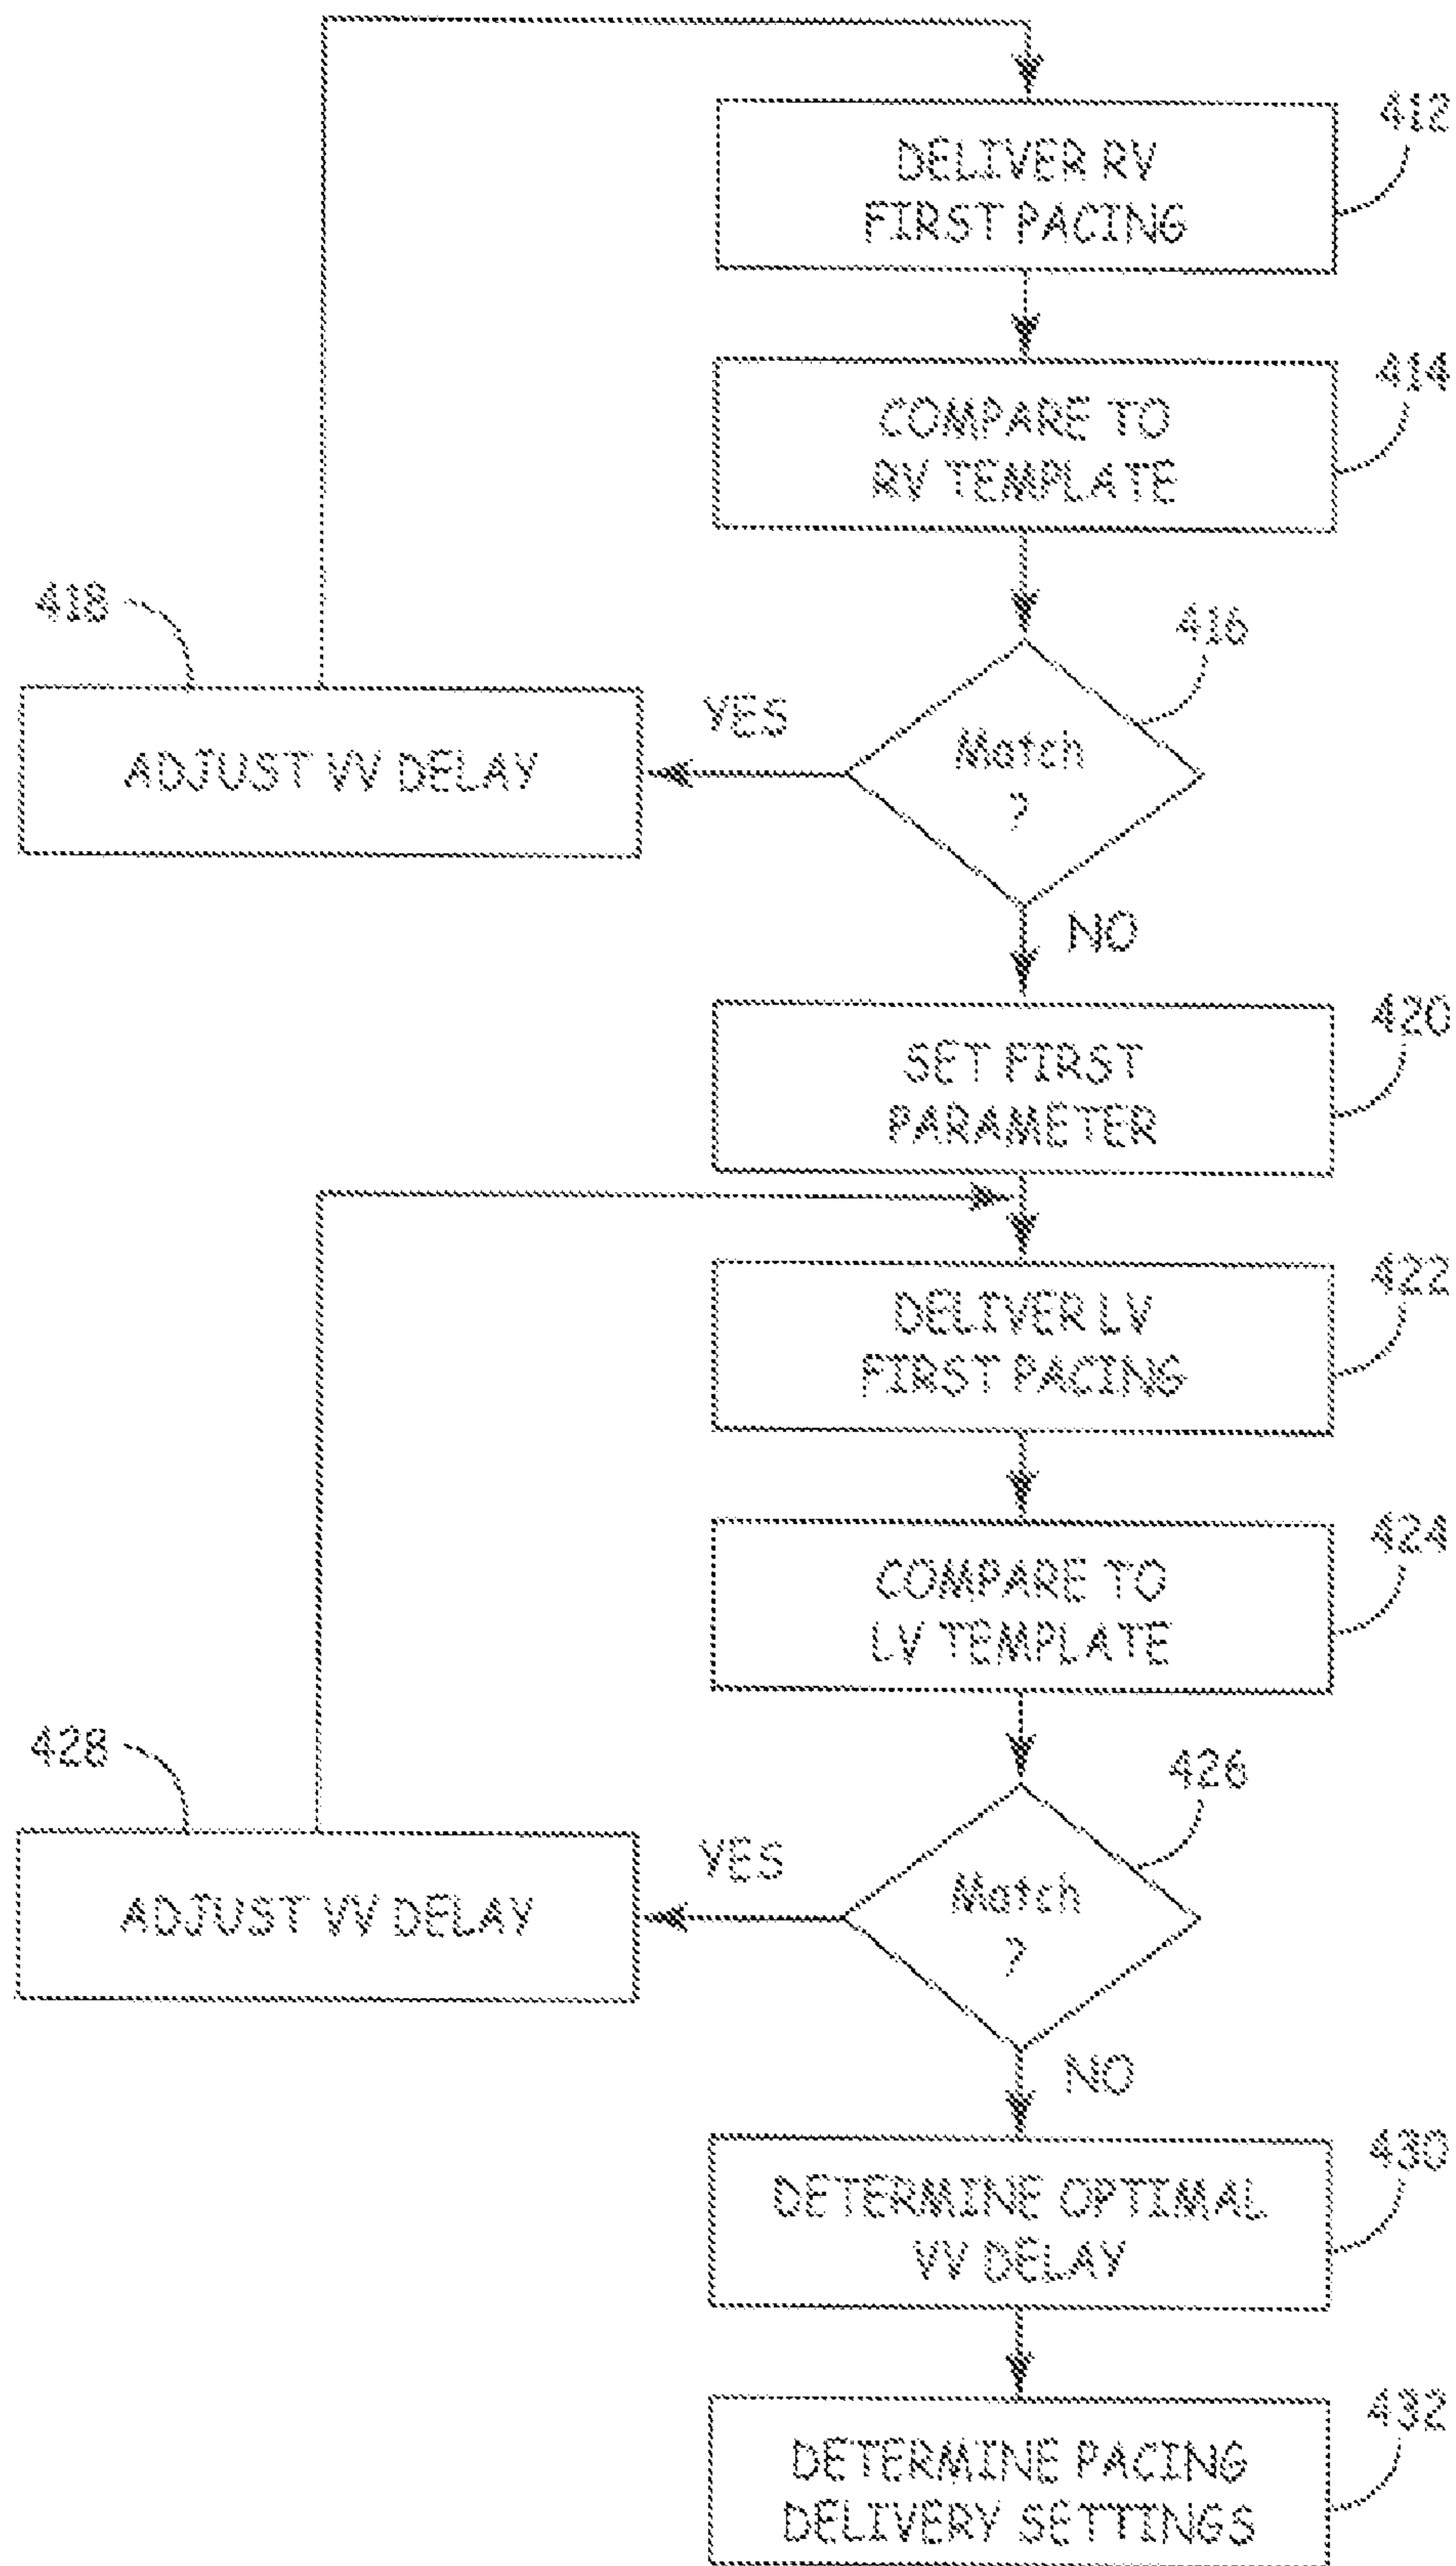 412
DELIVER RV
FIRST PACING
414
COMPARE TO
RV TEMPLATE
418
416
YES
Match
?
ADJUST VV DELAY
NO
420
SET FIRST
PARAMETER
422
DELIVER LV
FIRST PACING
424
COMPARE TO
LV TEMPLATE
428
426
YES
Match
?
ADJUST VV DELAY
NO
430
DETERMINE OPTIMAL
VV DELAY
432
DETERMINE PACING
DELIVERY SETTINGS